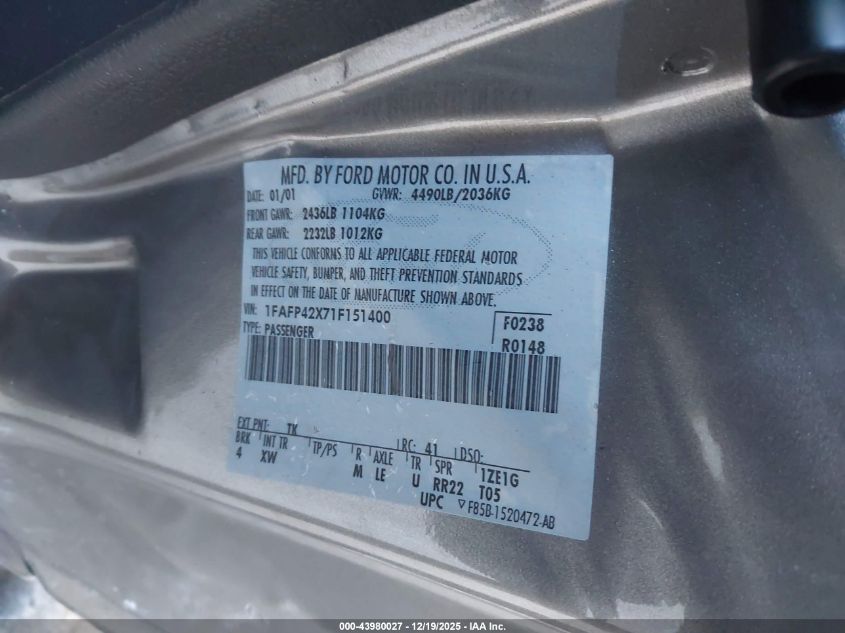 MFD. BY FORD MOTOR CO. IN U.S.A.
DATE: 01/01 GVWR: 4490LB/2036KG
FRONT GAWR: 2436LB 1104KG
REAR GAWR: 2232LB 1012KG
THIS VEHICLE CONFORMS TO ALL APPLICABLE FEDERAL MOTOR
VEHICLE SAFETY, BUMPER, AND THEFT PREVENTION STANDARDS
IN EFFECT ON THE DATE OF MANUFACTURE SHOWN ABOVE.
VIN: 1FAFP42X71F151400 F0238
TYPE: PASSENGER R0148
EXT PNT: TK RC: 41 DSO:
BRK INT TR TP/PS R AXLE TR SPR 1ZE1G
4 XW M LE U RR22 T05
UPC ▽ F85B-1520472-AB
000-43980027 - 12/19/2025 - IAA Inc.